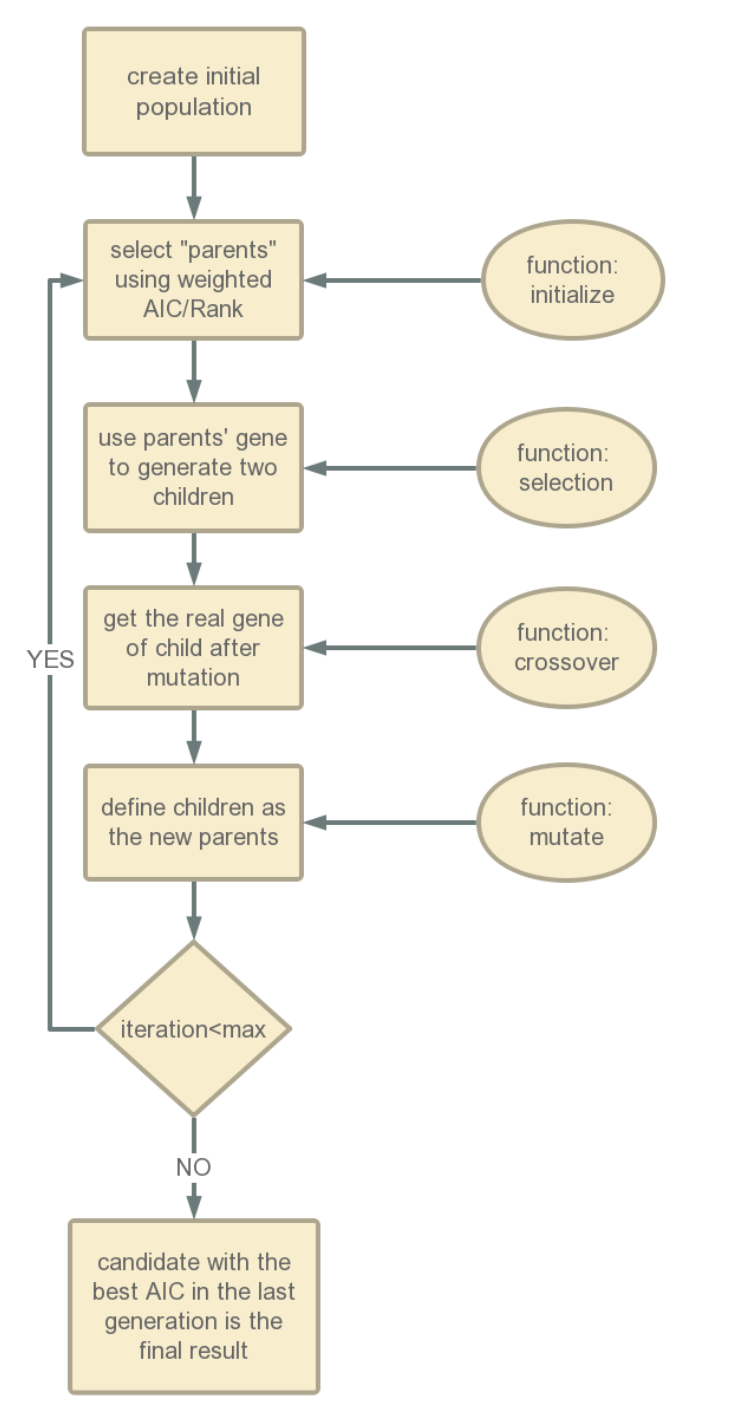 create initial
population
select "parents"
using weighted
AIC/Rank
function:
initialize
use parents' gene
to generate two
children
function:
selection
get the real gene
of child after
mutation
function:
crossover
YES
define children as
the new parents
function:
mutate
iteration<max
NO
candidate with the
best AIC in the last
generation is the
final result